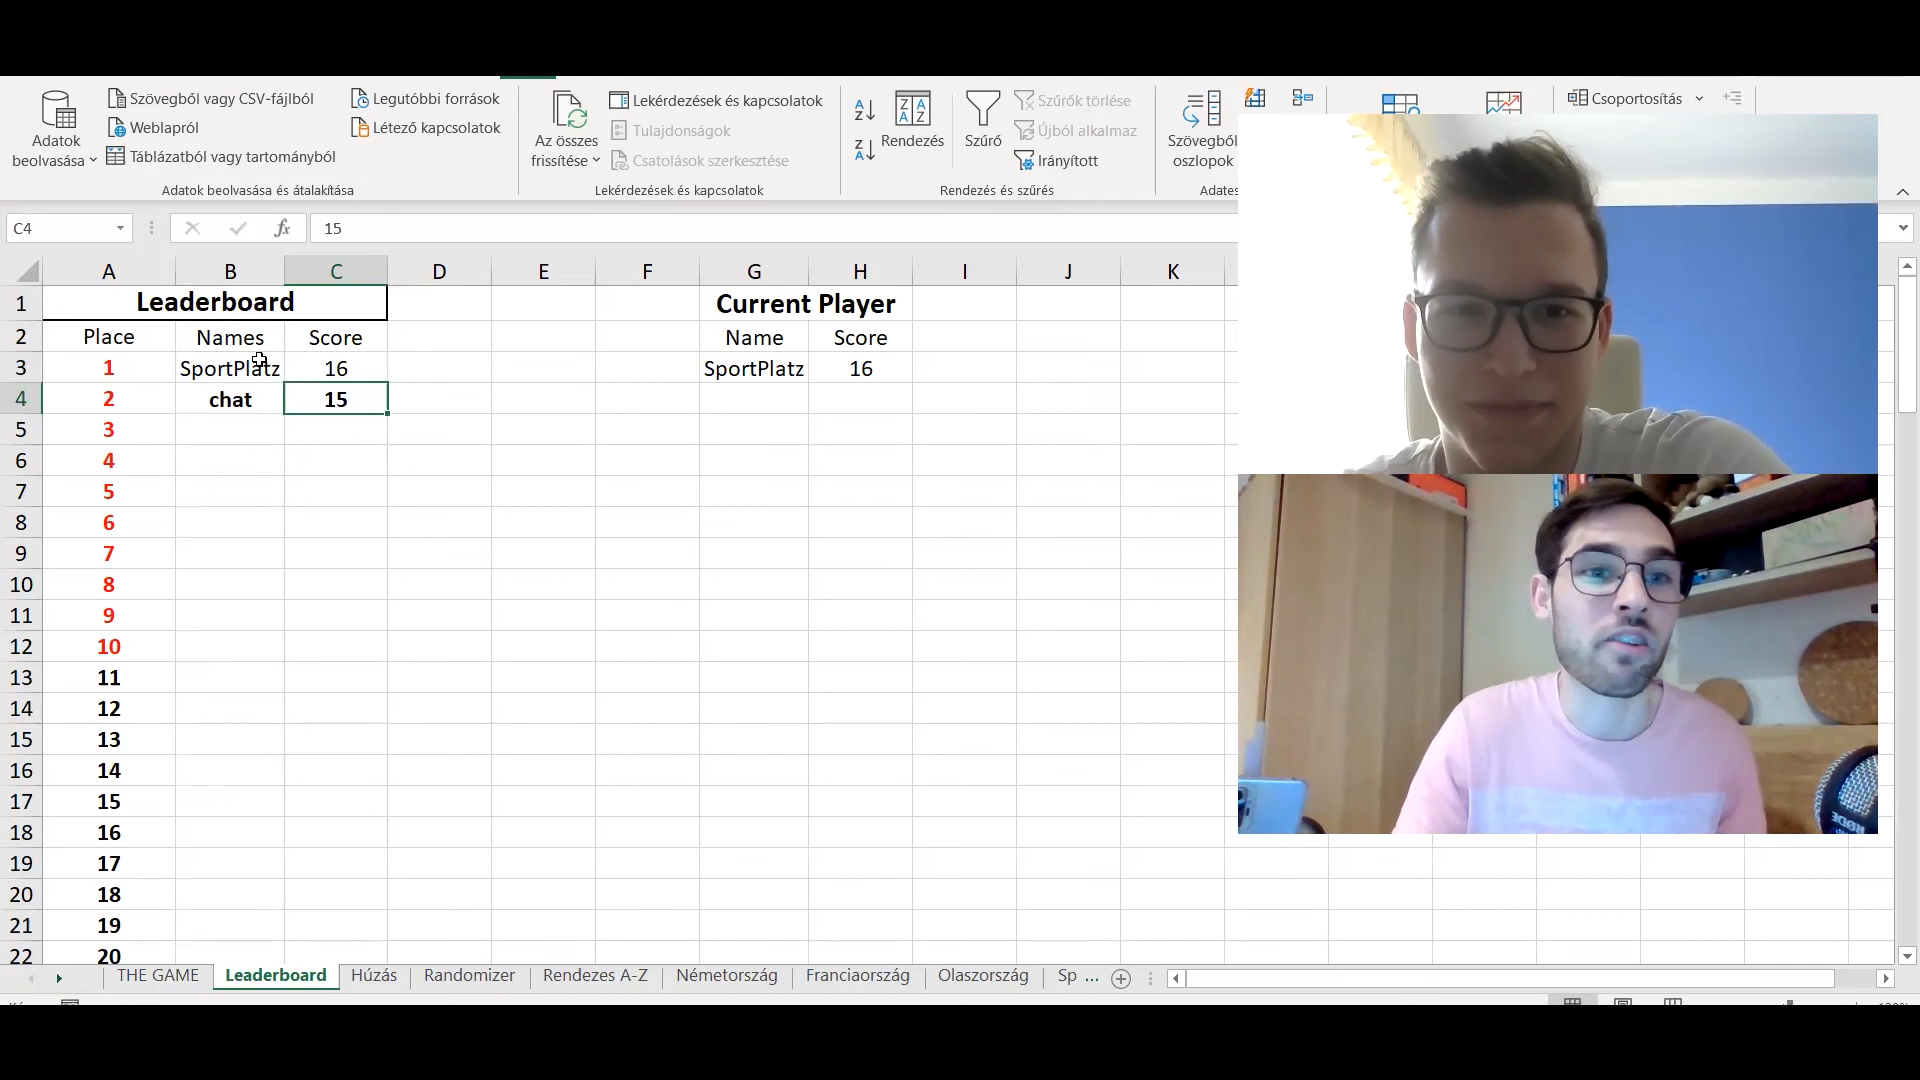 Adatok
beolvasása
Szövegből vagy CSV-fájlból
Weblapról
Táblázatból vagy tartományból
Legutóbbi források
Létező kapcsolatok
Adatok beolvasása és átalakítása
Az összes
frissítése
Lekérdezések és kapcsolatok
Tulajdonságok
Csatolások szerkesztése
Lekérdezések és kapcsolatok
Rendezés
Szűrő
Szűrők törlése
Újból alkalmaz
Irányított
Rendezés és szűrés
Szövegből
oszlopok
Adates
Csoportosítás
C4
fx
15
A B C D E F G H I J K
1 Leaderboard Current Player
2 Place Names Score Name Score
3 1 SportPlatz 16 SportPlatz 16
4 2 chat 15
5 3
6 4
7 5
8 6
9 7
10 8
11 9
12 10
13 11
14 12
15 13
16 14
17 15
18 16
19 17
20 18
21 19
22 20
THE GAME Leaderboard Húzás Randomizer Rendezes A-Z Németország Franciaország Olaszország Sp ...
RØDE